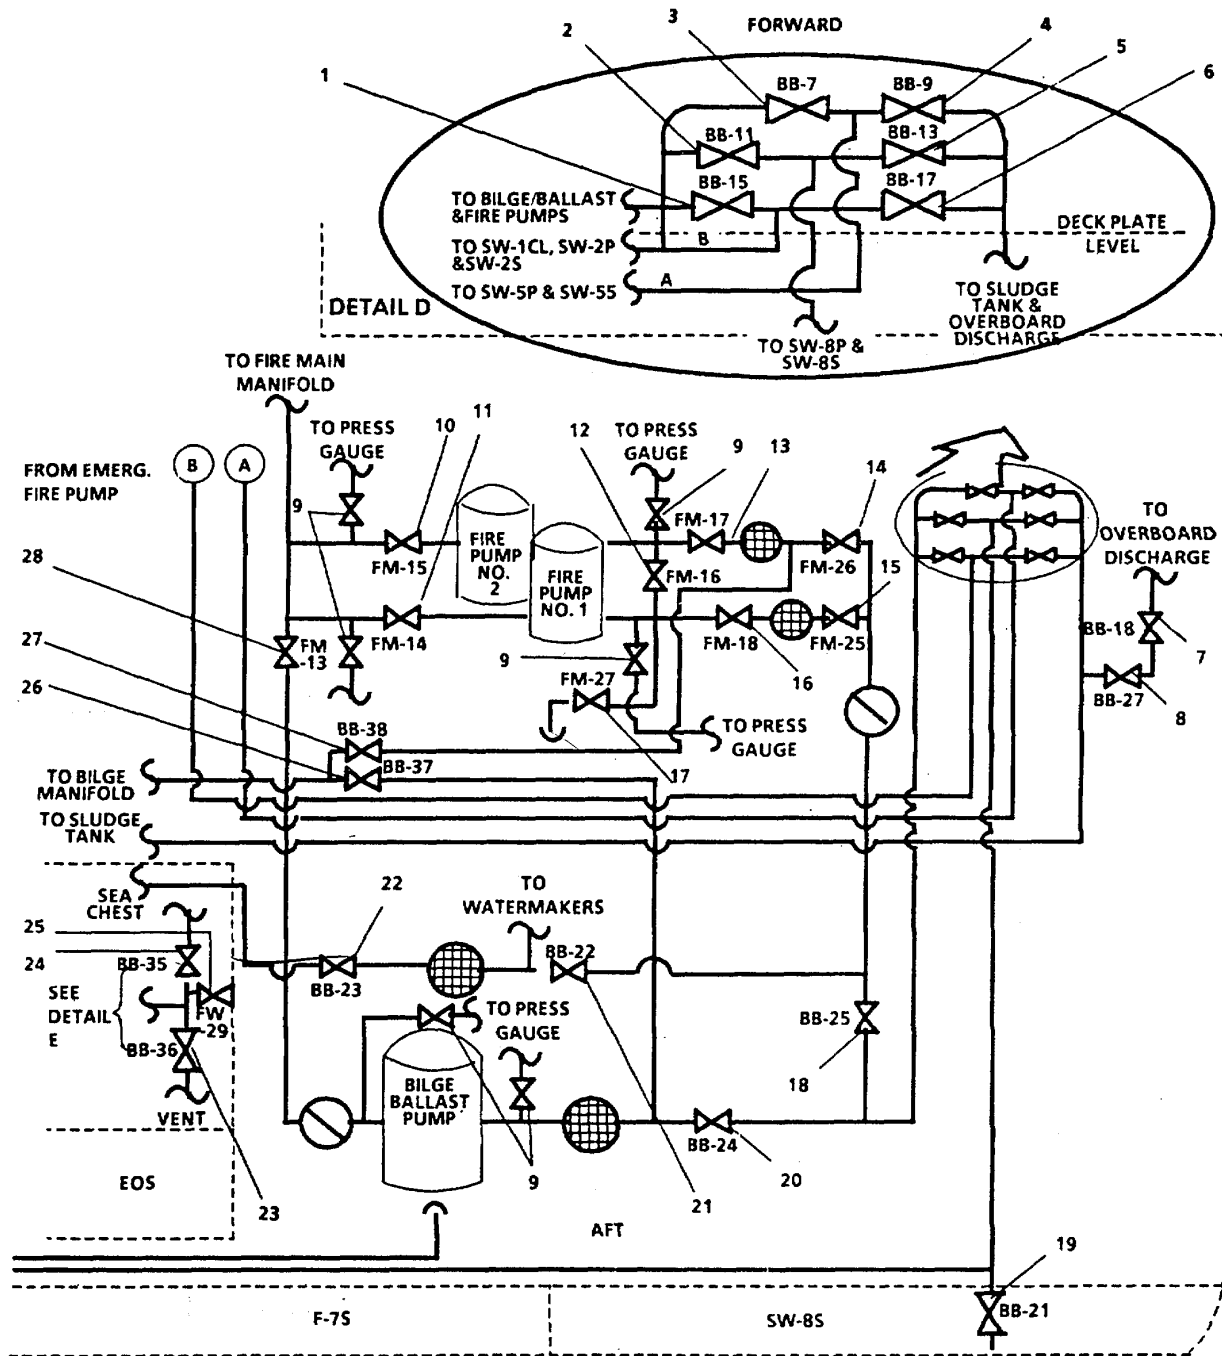 3
FORWARD
4
2
5
1
BB-7
BB-9
6
BB-11
BB-13
BB-15
BB-17
TO BILGE/BALLAST
&FIRE PUMPS
B
DECK PLATE
LEVEL
TO SW-1CL, SW-2P
&SW-2S
A
TO SW-5P & SW-5S
DETAIL D
TO SLUDGE
TANK &
OVERBOARD
DISCHARGE
TO SW-8P &
SW-8S
TO FIRE MAIN
MANIFOLD
10
11
TO PRESS
GAUGE
12
TO PRESS
GAUGE
9
13
14
FROM EMERG.
FIRE PUMP
B
A
9
TO
OVERBOARD
DISCHARGE
28
FM-15
FIRE
PUMP
NO.
2
FIRE
PUMP
NO. 1
FM-17
FM-16
FM-26
15
27
FM
-13
FM-14
9
FM-18
FM-25
BB-18
7
26
FM-27
16
BB-27
8
BB-38
TO PRESS
GAUGE
17
BB-37
TO BILGE
MANIFOLD
TO SLUDGE
TANK
SEA
CHEST
22
TO
WATERMAKERS
25
24
BB-35
BB-23
BB-22
SEE
DETAIL
E
FW
-29
BB-36
TO PRESS
GAUGE
BB-25
18
BILGE
BALLAST
PUMP
VENT
BB-24
EOS
23
9
21
20
AFT
19
F-7S
SW-8S
BB-21